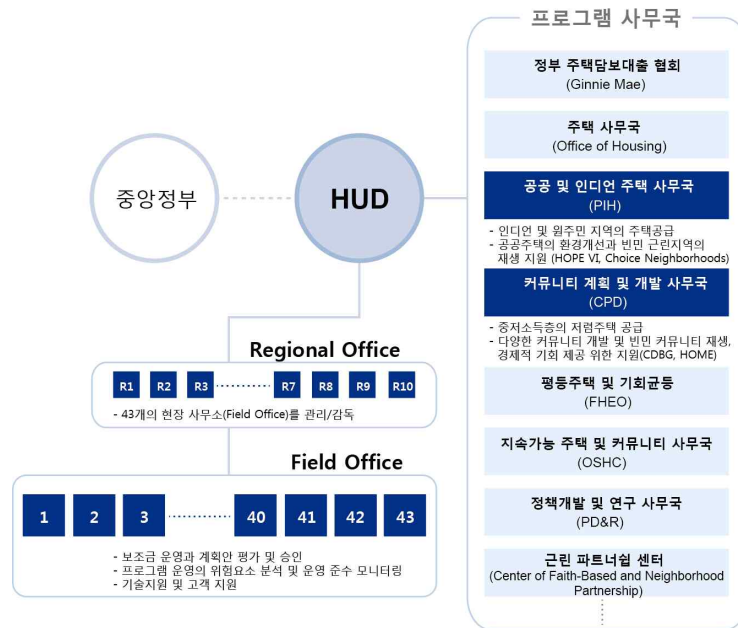 프로그램 사무국
정부 주택담보대출 협회
(Ginnie Mae)
주택 사무국
(Office of Housing)
공공 및 인디언 주택 사무국
(PIH)
- 인디언 및 원주민 지역의 주택공급
- 공공주택의 환경개선과 빈민 근린지역의
재생 지원 (HOPE VI, Choice Neighborhoods)
커뮤니티 계획 및 개발 사무국
(CPD)
- 중저소득층의 저렴주택 공급
- 다양한 커뮤니티 개발 및 빈민 커뮤니티 재생,
경제적 기회 제공 위한 지원(CDBG, HOME)
평등주택 및 기회균등
(FHEO)
지속가능 주택 및 커뮤니티 사무국
(OSHC)
정책개발 및 연구 사무국
(PD&R)
근린 파트너쉽 센터
(Center of Faith-Based and Neighborhood
Partnership)
중앙정부
HUD
Regional Office
R1 R2 R3 R7 R8 R9 R10
- 43개의 현장 사무소(Field Office)를 관리/감독
Field Office
1 2 3 40 41 42 43
- 보조금 운영과 계획안 평가 및 승인
- 프로그램 운영의 위험요소 분석 및 운영 준수 모니터링
- 기술지원 및 고객 지원